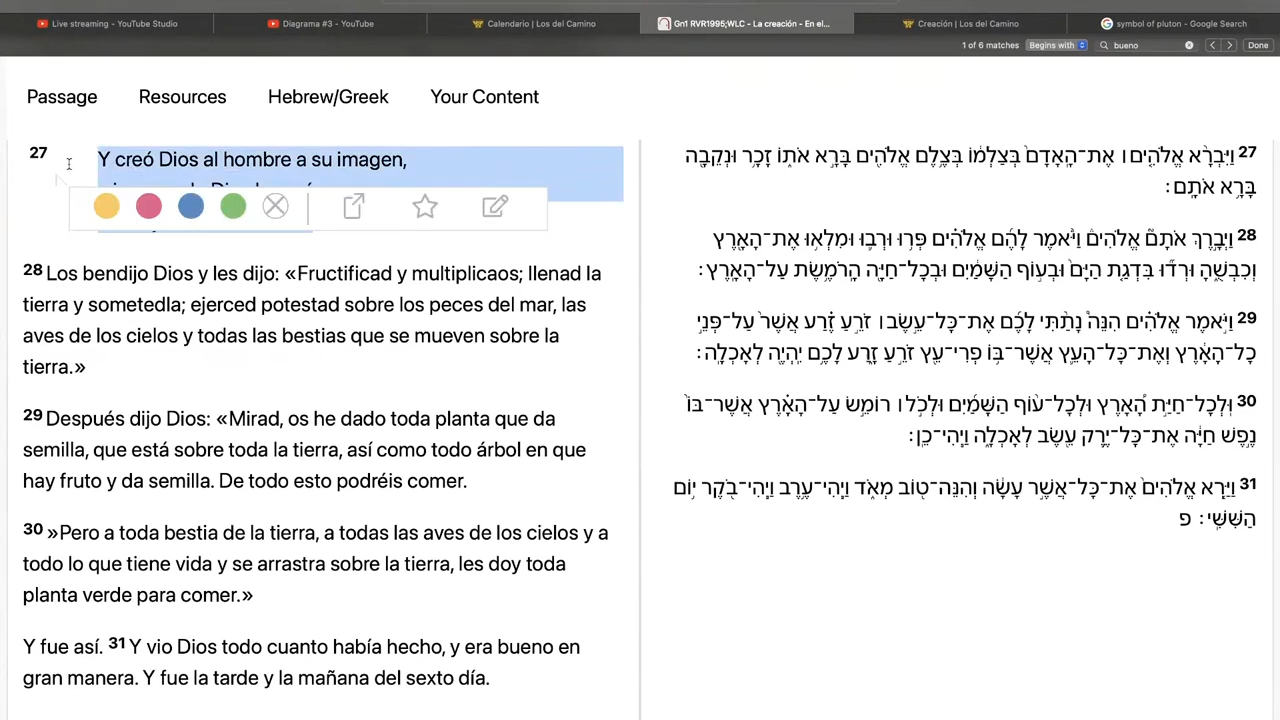 Live streaming - YouTube Studio
Diagrama #3 - YouTube
Calendario | Los del Camino
Gn1 RVR1995;WLC - La creación - En el...
Creación | Los del Camino
symbol of pluton - Google Search
1 of 6 matches
Begins with
bueno
Done
Passage
Resources
Hebrew/Greek
Your Content
27
Y creó Dios al hombre a su imagen,
28 Los bendijo Dios y les dijo: «Fructificad y multiplicaos; llenad la
tierra y sometedla; ejerced potestad sobre los peces del mar, las
aves de los cielos y todas las bestias que se mueven sobre la
tierra.»
29 Después dijo Dios: «Mirad, os he dado toda planta que da
semilla, que está sobre toda la tierra, así como todo árbol en que
hay fruto y da semilla. De todo esto podréis comer.
30 »Pero a toda bestia de la tierra, a todas las aves de los cielos y a
todo lo que tiene vida y se arrastra sobre la tierra, les doy toda
planta verde para comer.»
Y fue así. 31 Y vio Dios todo cuanto había hecho, y era bueno en
gran manera. Y fue la tarde y la mañana del sexto día.
27 וַיִּבְרָ֨א אֱלֹהִ֤ים ׀ אֶת־הָֽאָדָם֙ בְּצַלְמ֔וֹ בְּצֶ֥לֶם אֱלֹהִ֖ים בָּרָ֣א אֹת֑וֹ זָכָ֥ר וּנְקֵבָ֖ה
בָּרָ֥א אֹתָֽם׃
28 וַיְבָ֣רֶךְ אֹתָם֮ אֱלֹהִים֒ וַיֹּ֨אמֶר לָהֶ֜ם אֱלֹהִ֗ים פְּר֥וּ וּרְב֛וּ וּמִלְא֥וּ אֶת־הָאָ֖רֶץ
וְכִבְשֻׁ֑הָ וּרְד֞וּ בִּדְגַ֤ת הַיָּם֙ וּבְע֣וֹף הַשָּׁמַ֔יִם וּבְכָל־חַיָּ֖ה הָֽרֹמֶ֥שֶׂת עַל־הָאָֽרֶץ׃
29 וַיֹּ֣אמֶר אֱלֹהִ֗ים הִנֵּה֩ נָתַ֨תִּי לָכֶ֜ם אֶת־כָּל־עֵ֣שֶׂב ׀ זֹרֵ֣עַ זֶ֗רַע אֲשֶׁר֙ עַל־פְּנֵ֣י
כָל־הָאָ֔רֶץ וְאֶת־כָּל־הָעֵ֛ץ אֲשֶׁר־בּ֥וֹ פְרִי־עֵ֖ץ זֹרֵ֣עַ זָ֑רַע לָכֶ֥ם יִֽהְיֶ֖ה לְאָכְלָֽה׃
30 וּֽלְכָל־חַיַּ֣ת הָ֠אָרֶץ וּלְכָל־ע֨וֹף הַשָּׁמַ֜יִם וּלְכֹ֣ל ׀ רוֹמֵ֣שׂ עַל־הָאָ֗רֶץ אֲשֶׁר־בּוֹ֙
נֶ֣פֶשׁ חַיָּ֔ה אֶת־כָּל־יֶ֥רֶק עֵ֖שֶׂב לְאָכְלָ֑ה וַֽיְהִי־כֵֽן׃
31 וַיַּ֤רְא אֱלֹהִים֙ אֶת־כָּל־אֲשֶׁ֣ר עָשָׂ֔ה וְהִנֵּה־ט֖וֹב מְאֹ֑ד וַֽיְהִי־עֶ֥רֶב וַֽיְהִי־בֹ֖קֶר י֥וֹם
הַשִּׁשִּֽׁי׃ פ